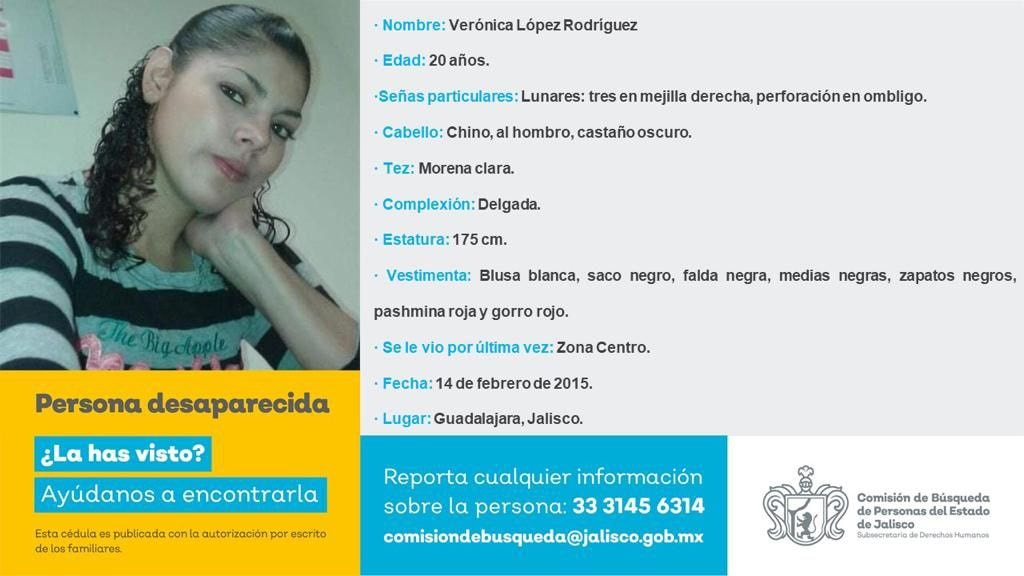 · Nombre: Verónica López Rodríguez
· Edad: 20 años.
·Señas particulares: Lunares: tres en mejilla derecha, perforación en ombligo.
· Cabello: Chino, al hombro, castaño oscuro.
· Tez: Morena clara.
· Complexión: Delgada.
· Estatura: 175 cm.
· Vestimenta: Blusa blanca, saco negro, falda negra, medias negras, zapatos negros,
pashmina roja y gorro rojo.
· Se le vio por última vez: Zona Centro.
· Fecha: 14 de febrero de 2015.
· Lugar: Guadalajara, Jalisco.
The Big Apple
Persona desaparecida
¿La has visto?
Ayúdanos a encontrarla
Esta cédula es publicada con la autorización por escrito
de los familiares.
Reporta cualquier información
sobre la persona: 33 3145 6314
comisiondebusqueda@jalisco.gob.mx
Comisión de Búsqueda
de Personas del Estado
de Jalisco
Subsecretaría de Derechos Humanos